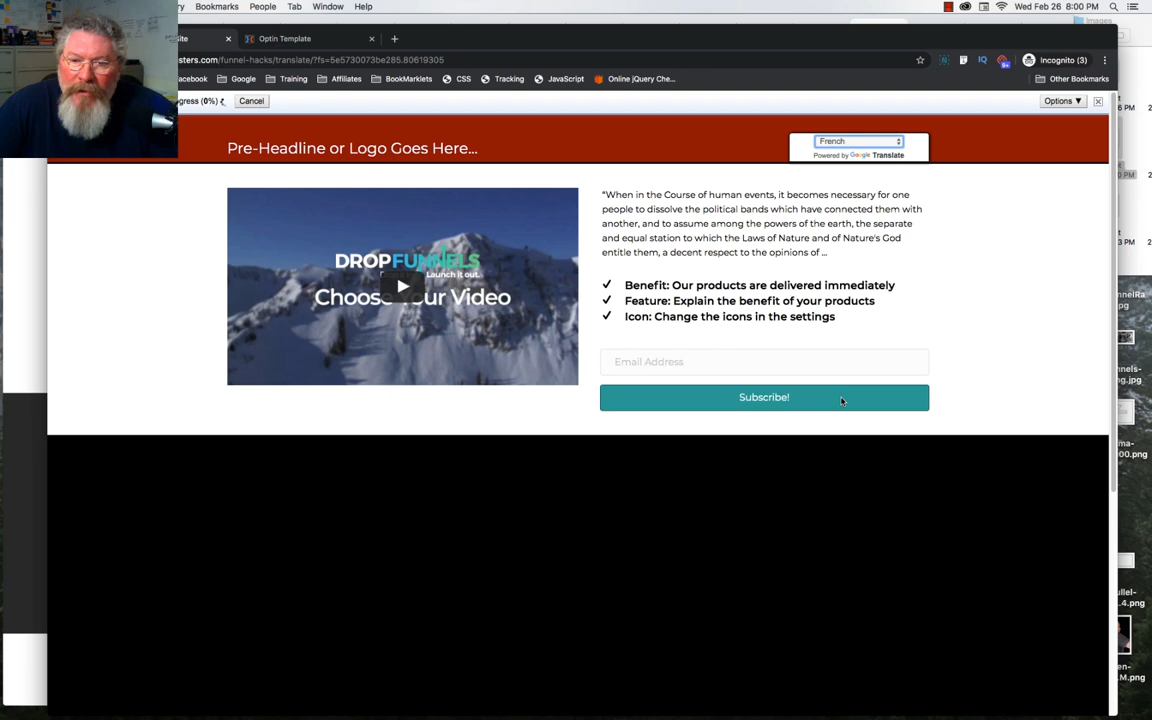 Bookmarks People Tab Window Help
Wed Feb 26 8:00 PM
Images
Optin Template
sters.com/funnel-hacks/translate/?fs=5e5730073be285.80619305
Incognito (3)
Google
Training
Affiliates
BookMarklets
CSS
Tracking
JavaScript
Online jQuery Che...
Other Bookmarks
gress (0%)
Cancel
Options ▼
Pre-Headline or Logo Goes Here...
French
Powered by Google Translate
DROPFUNNELS
Launch it out.
Choose Your Video
“When in the Course of human events, it becomes necessary for one
people to dissolve the political bands which have connected them with
another, and to assume among the powers of the earth, the separate
and equal station to which the Laws of Nature and of Nature's God
entitle them, a decent respect to the opinions of ...
✓ Benefit: Our products are delivered immediately
✓ Feature: Explain the benefit of your products
✓ Icon: Change the icons in the settings
Email Address
Subscribe!